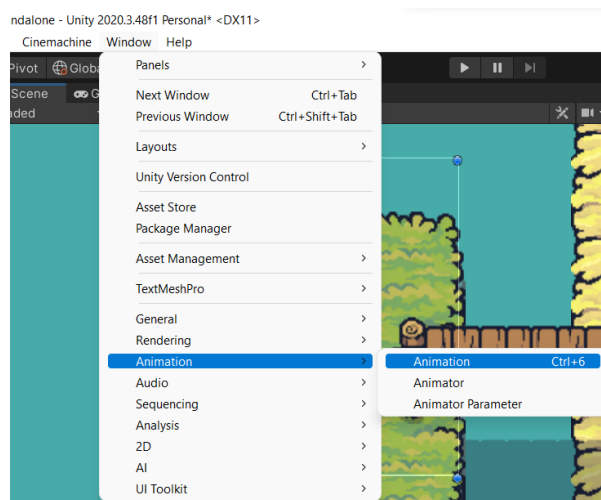 ndalone - Unity 2020.3.48f1 Personal* <DX11>
Cinemachine Window Help
Pivot Globa
Scene G
aded
Panels
Next Window Ctrl+Tab
Previous Window Ctrl+Shift+Tab
Layouts
Unity Version Control
Asset Store
Package Manager
Asset Management
TextMeshPro
General
Rendering
Animation
Animation Ctrl+6
Audio
Animator
Sequencing
Animator Parameter
Analysis
2D
AI
UI Toolkit